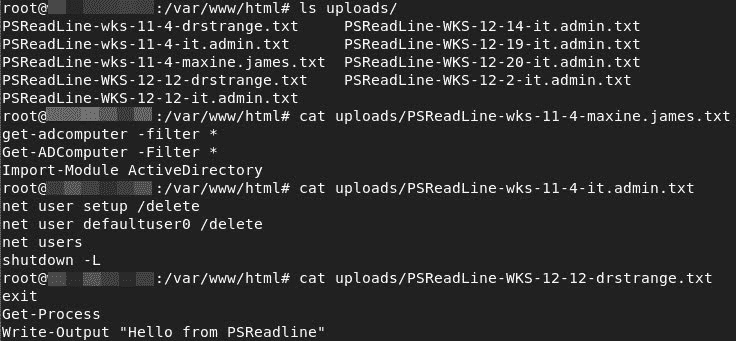 root@ :/var/www/html# ls uploads/
PSReadLine-wks-11-4-drstrange.txt PSReadLine-WKS-12-14-it.admin.txt
PSReadLine-wks-11-4-it.admin.txt PSReadLine-WKS-12-19-it.admin.txt
PSReadLine-wks-11-4-maxine.james.txt PSReadLine-WKS-12-20-it.admin.txt
PSReadLine-WKS-12-12-drstrange.txt PSReadLine-WKS-12-2-it.admin.txt
PSReadLine-WKS-12-12-it.admin.txt
root@ :/var/www/html# cat uploads/PSReadLine-wks-11-4-maxine.james.txt
get-adcomputer -filter *
Get-ADComputer -Filter *
Import-Module ActiveDirectory
root@ :/var/www/html# cat uploads/PSReadLine-wks-11-4-it.admin.txt
net user setup /delete
net user defaultuser0 /delete
net users
shutdown -L
root@ :/var/www/html# cat uploads/PSReadLine-WKS-12-12-drstrange.txt
exit
Get-Process
Write-Output "Hello from PSReadline"